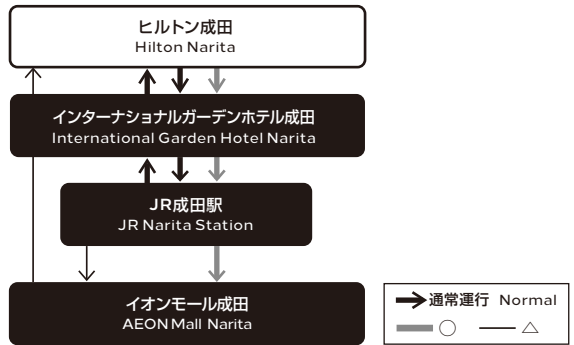 ヒルトン成田
Hilton Narita
インターナショナルガーデンホテル成田
International Garden Hotel Narita
JR成田駅
JR Narita Station
イオンモール成田
AEON Mall Narita
通常運行 Normal
○ △